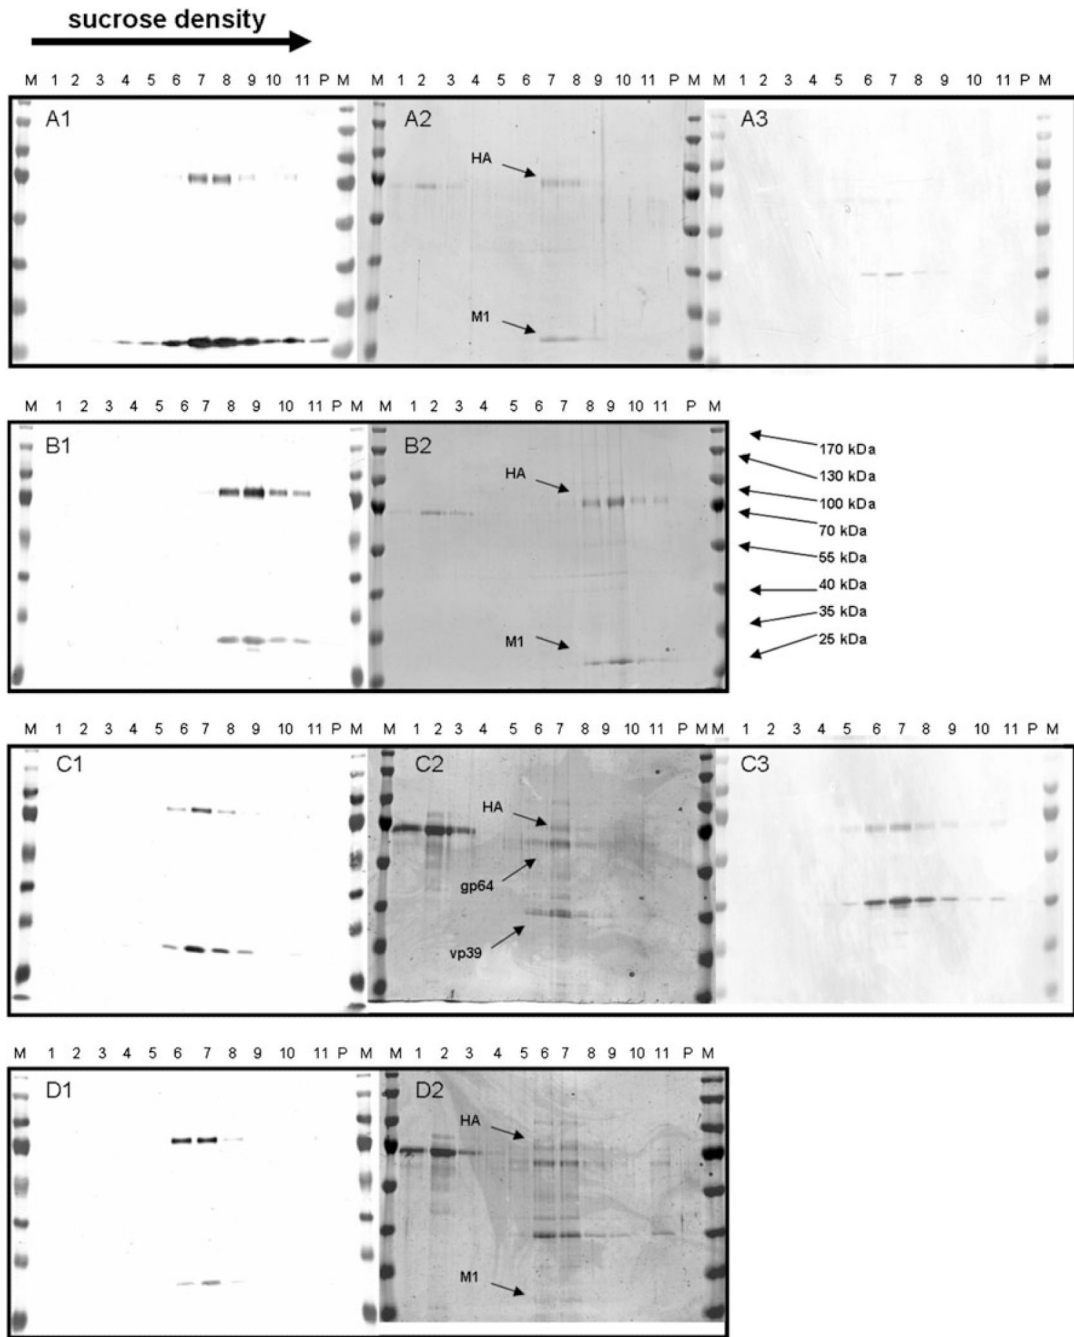 sucrose density
M 1 2 3 4 5 6 7 8 9 10 11 P M 1 2 3 4 5 6 7 8 9 10 11 P M 1 2 3 4 5 6 7 8 9 10 11 P M
A1 A2 A3
HA
M1
M 1 2 3 4 5 6 7 8 9 10 11 P M 1 2 3 4 5 6 7 8 9 10 11 P M
B1 B2
HA
M1
170 kDa
130 kDa
100 kDa
70 kDa
55 kDa
40 kDa
35 kDa
25 kDa
M 1 2 3 4 5 6 7 8 9 10 11 P M 1 2 3 4 5 6 7 8 9 10 11 P M 1 2 3 4 5 6 7 8 9 10 11 P M
C1 C2 C3
HA
gp64
vp39
M 1 2 3 4 5 6 7 8 9 10 11 P M M 1 2 3 4 5 6 7 8 9 10 11 P M
D1 D2
HA
M1